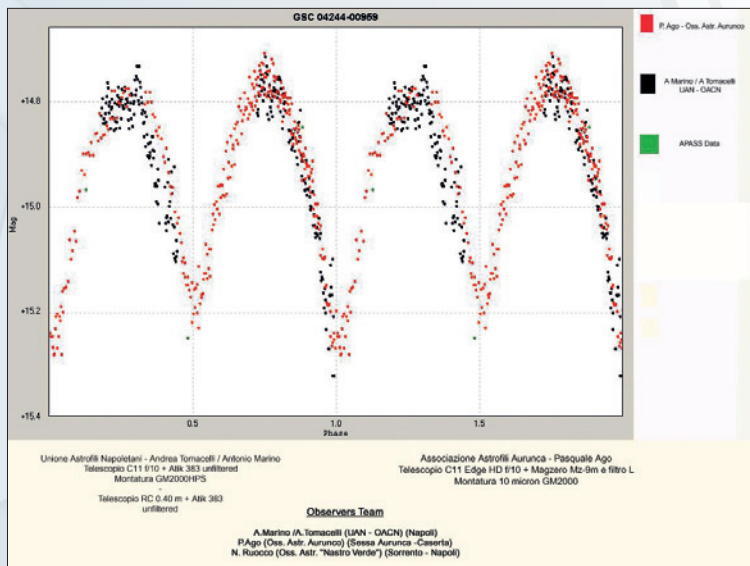 GSC 04244-00959
P.Ago - Oss. Astr. Aurunco
A.Marino / A.Tomacelli
UAN - OACN
APASS Data
+14.8
+15.0
+15.2
+15.4
Mag
0.5
1.0
1.5
Phase
Unione Astrofili Napoletani - Andrea Tomacelli / Antonio Marino
Telescopio C11 f/10 + Atik 383 unfiltered
Montatura GM2000HPS
-
Telescopio RC 0.40 m + Atik 383
unfiltered
Associazione Astrofili Aurunca - Pasquale Ago
Telescopio C11 Edge HD f/10 + Magzero Mz-9m e filtro L
Montatura 10 micron GM2000
Observers Team
A.Marino /A.Tomacelli (UAN - OACN) (Napoli)
P.Ago (Oss. Astr. Aurunco) (Sessa Aurunca -Caserta)
N. Ruocco (Oss. Astr. "Nastro Verde") (Sorrento - Napoli)